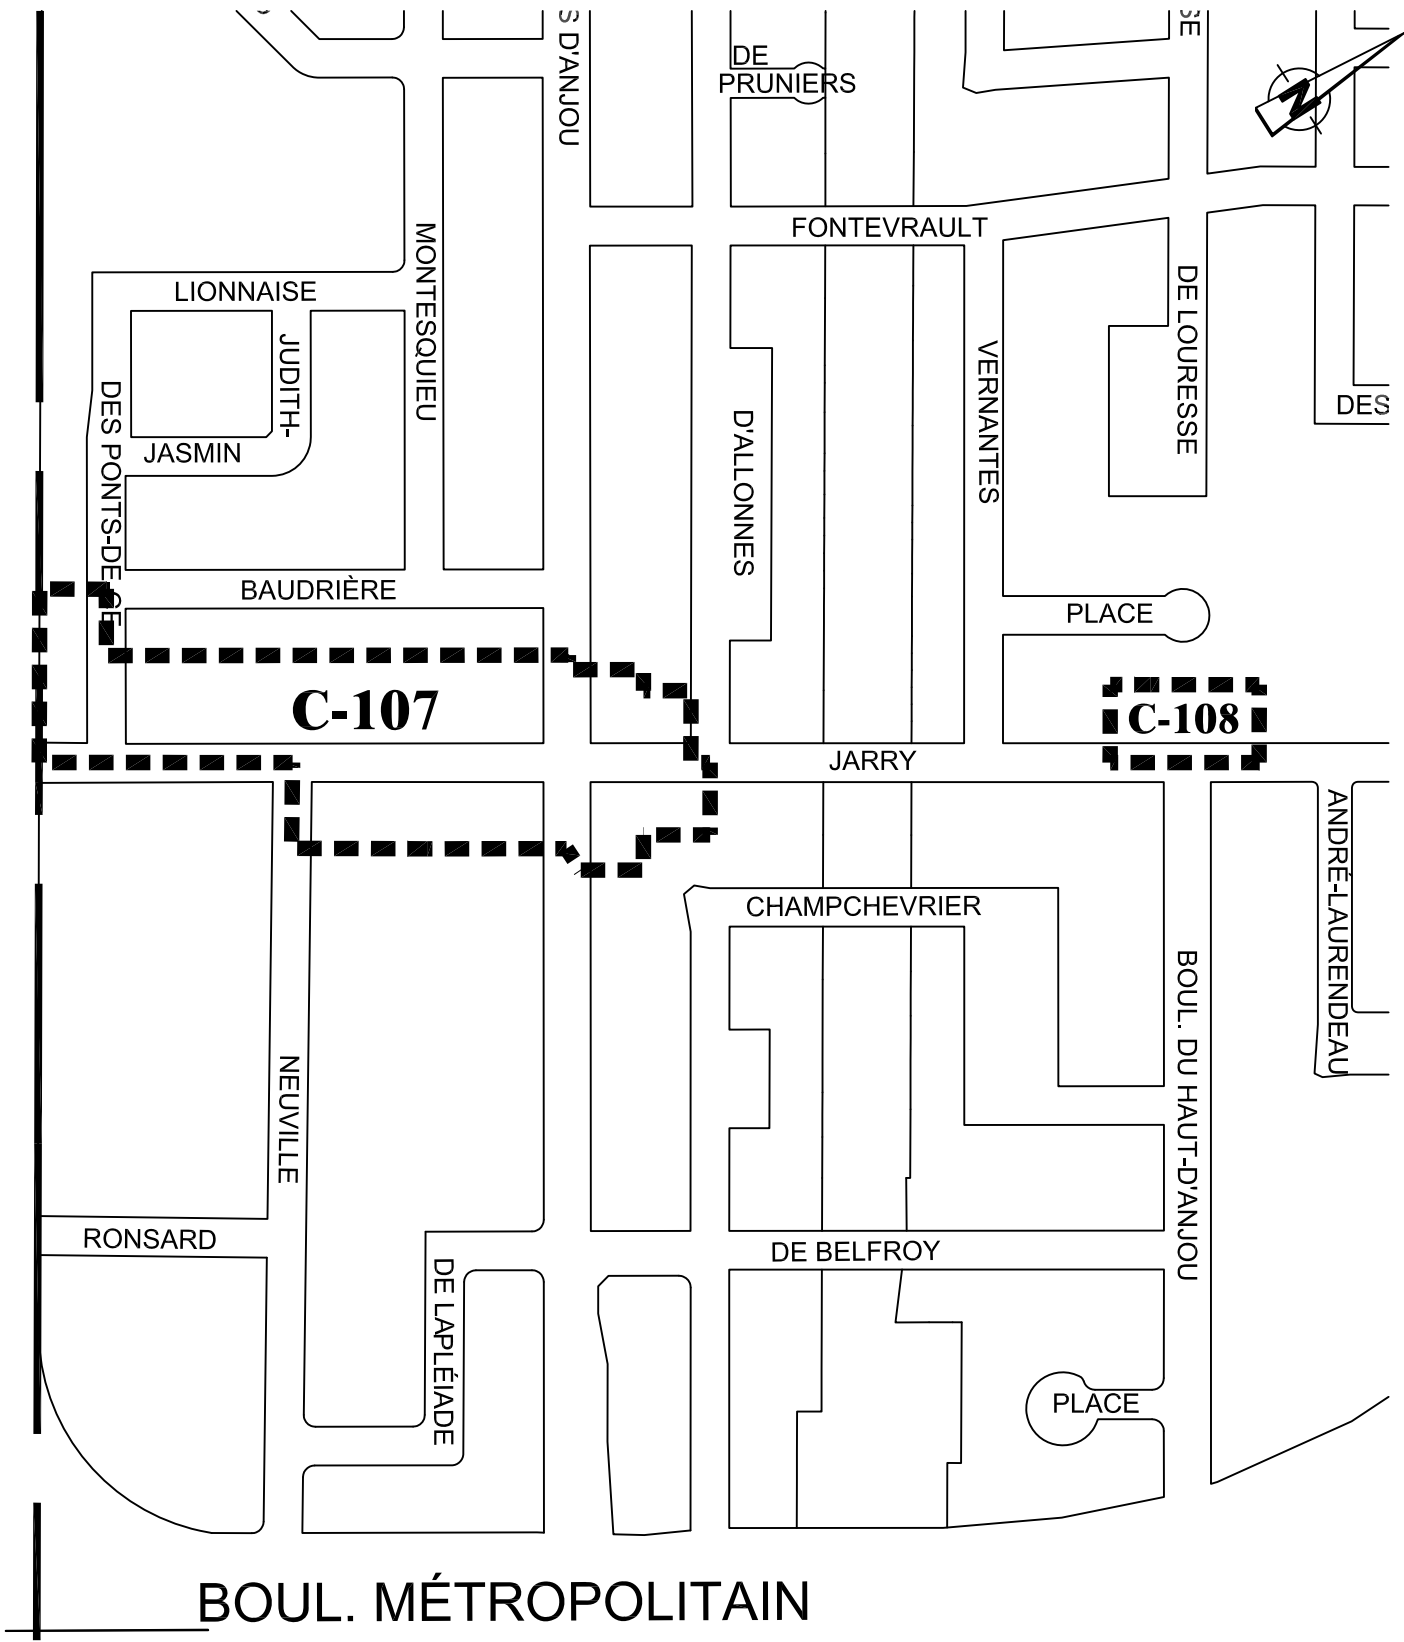 S D'ANJOU
DE
PRUNIERS
SE
N
FONTEVRAULT
MONTESQUIEU
LIONNAISE
JUDITH-
JASMIN
DES PONTS-DE-CÉ
VERNANTES
DE LOURESSE
DES
D'ALLONNES
BAUDRIÈRE
PLACE
C-107
C-108
JARRY
ANDRÉ-LAURENDEAU
CHAMPCHEVRIER
BOUL. DU HAUT-D'ANJOU
NEUVILLE
RONSARD
DE BELFROY
DE LAPLÉIADE
PLACE
BOUL. MÉTROPOLITAIN